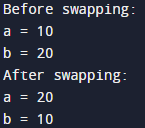 Before swapping:
a = 10
b = 20
After swapping:
a = 20
b = 10